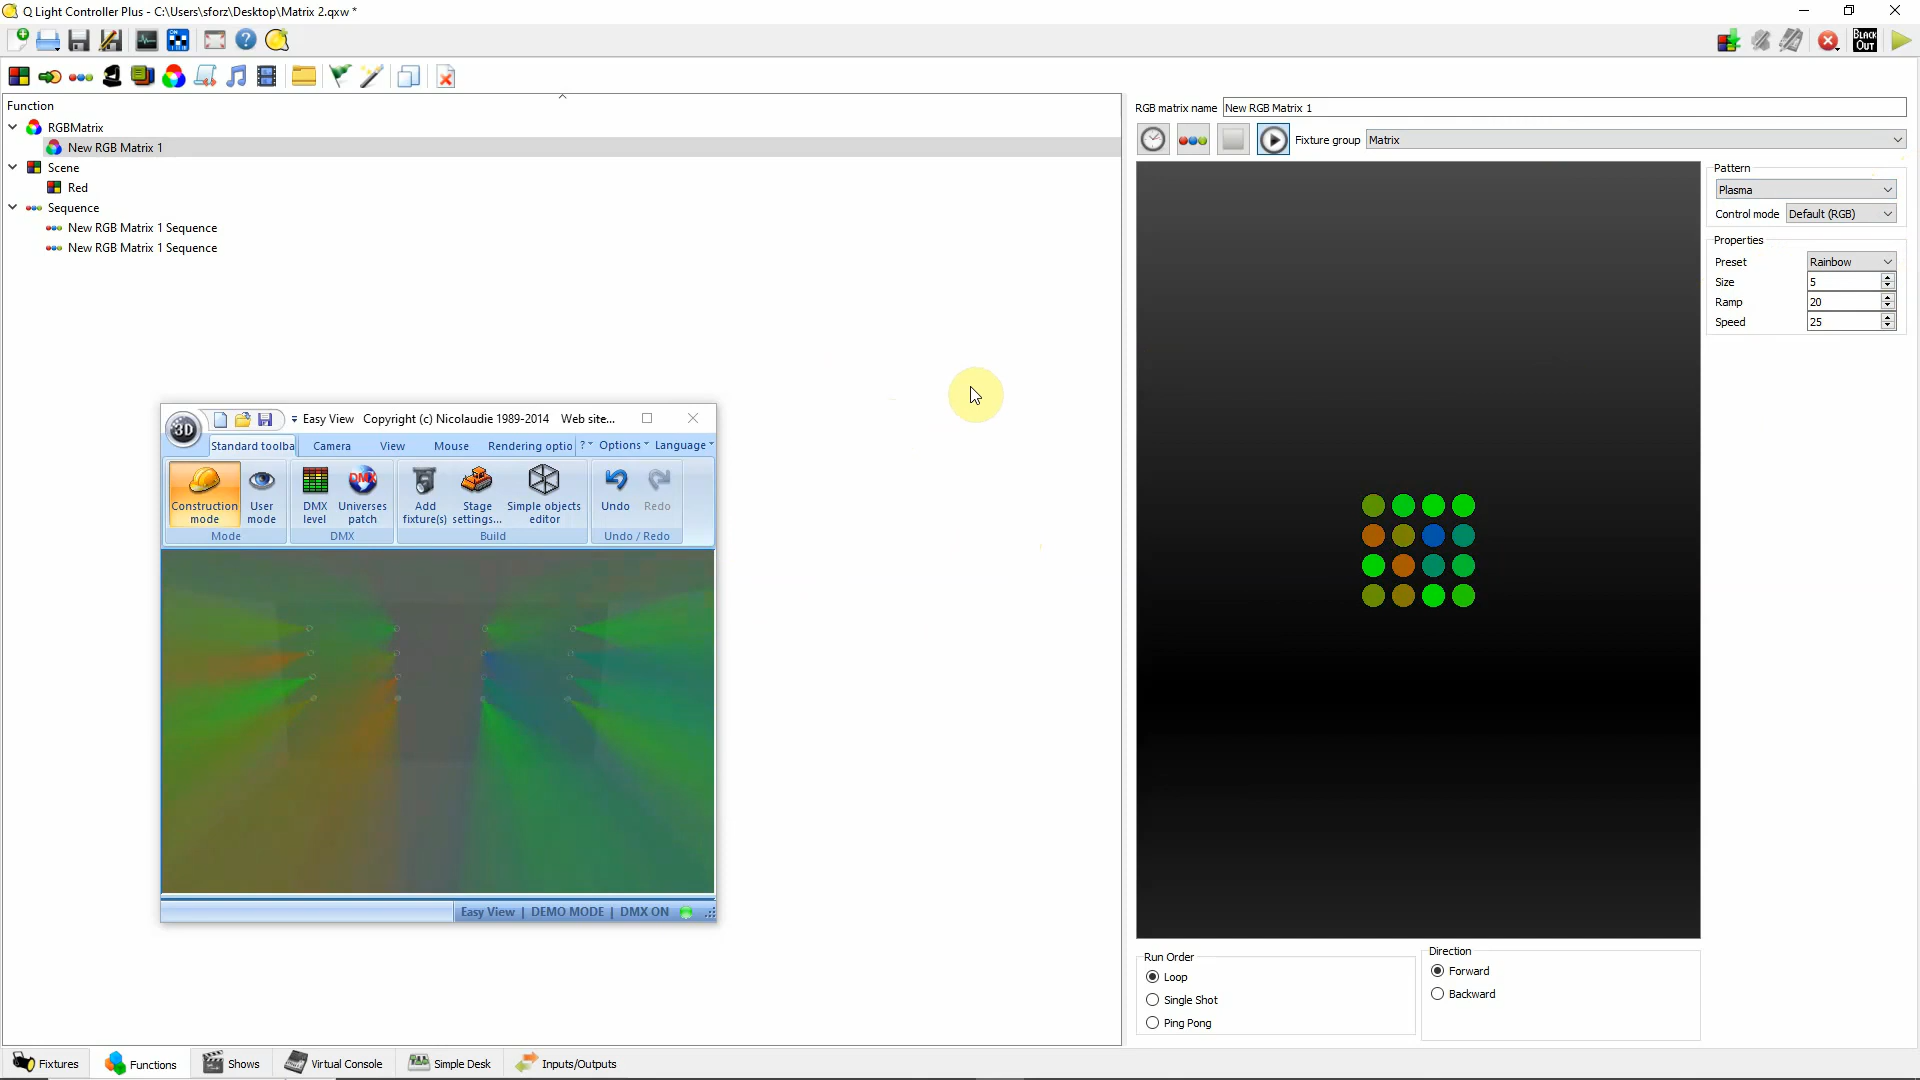 Q Light Controller Plus - C:\Users\sforz\Desktop\Matrix 2.qxw *
ON
BLACK
OUT
Function
RGBMatrix
New RGB Matrix 1
Scene
Red
Sequence
New RGB Matrix 1 Sequence
New RGB Matrix 1 Sequence
RGB matrix name New RGB Matrix 1
Fixture group Matrix
Pattern
Plasma
Control mode Default (RGB)
Properties
Preset Rainbow
Size 5
Ramp 20
Speed 25
3D Easy View Copyright (c) Nicolaudie 1989-2014 Web site...
Standard toolba Camera View Mouse Rendering optio ? Options Language
DMX
Construction mode
User mode
DMX level
Universes patch
Add fixture(s)
Stage settings...
Simple objects editor
Undo
Redo
Mode DMX Build Undo / Redo
Easy View | DEMO MODE | DMX ON
Run Order
Loop
Single Shot
Ping Pong
Direction
Forward
Backward
Fixtures Functions Shows Virtual Console Simple Desk Inputs/Outputs